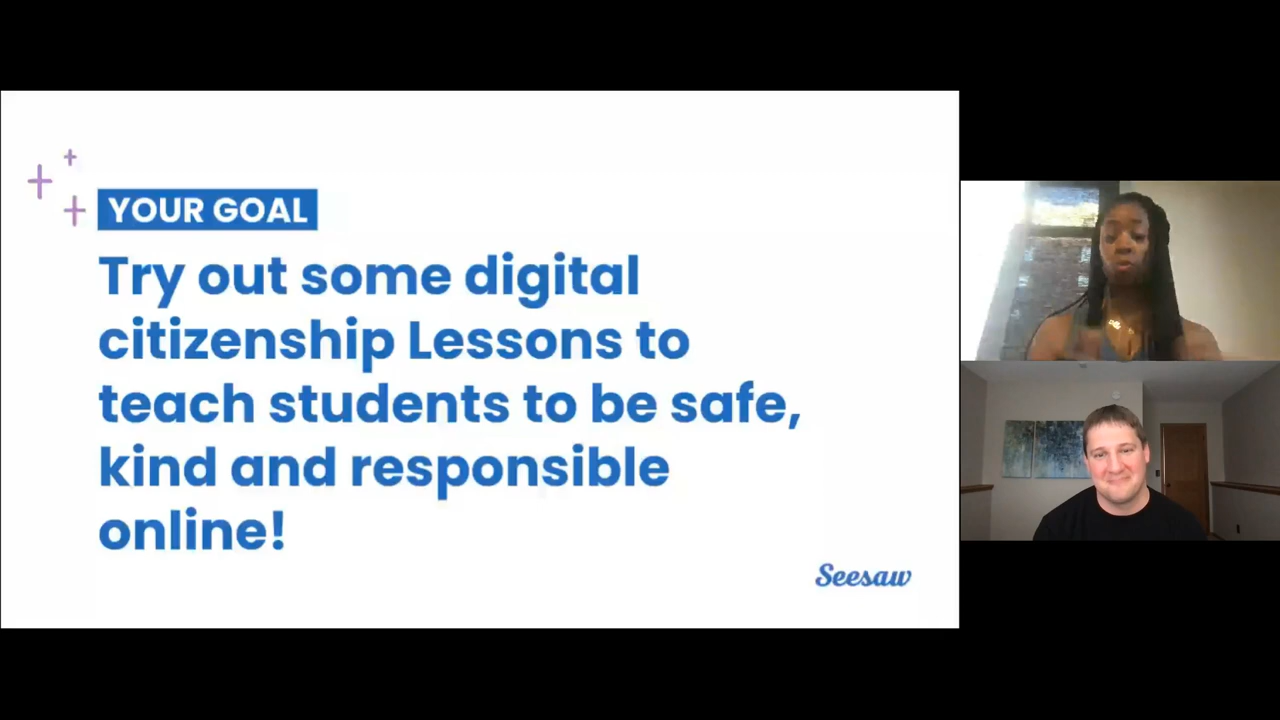 YOUR GOAL
Try out some digital
citizenship Lessons to
teach students to be safe,
kind and responsible
online!
Seesaw